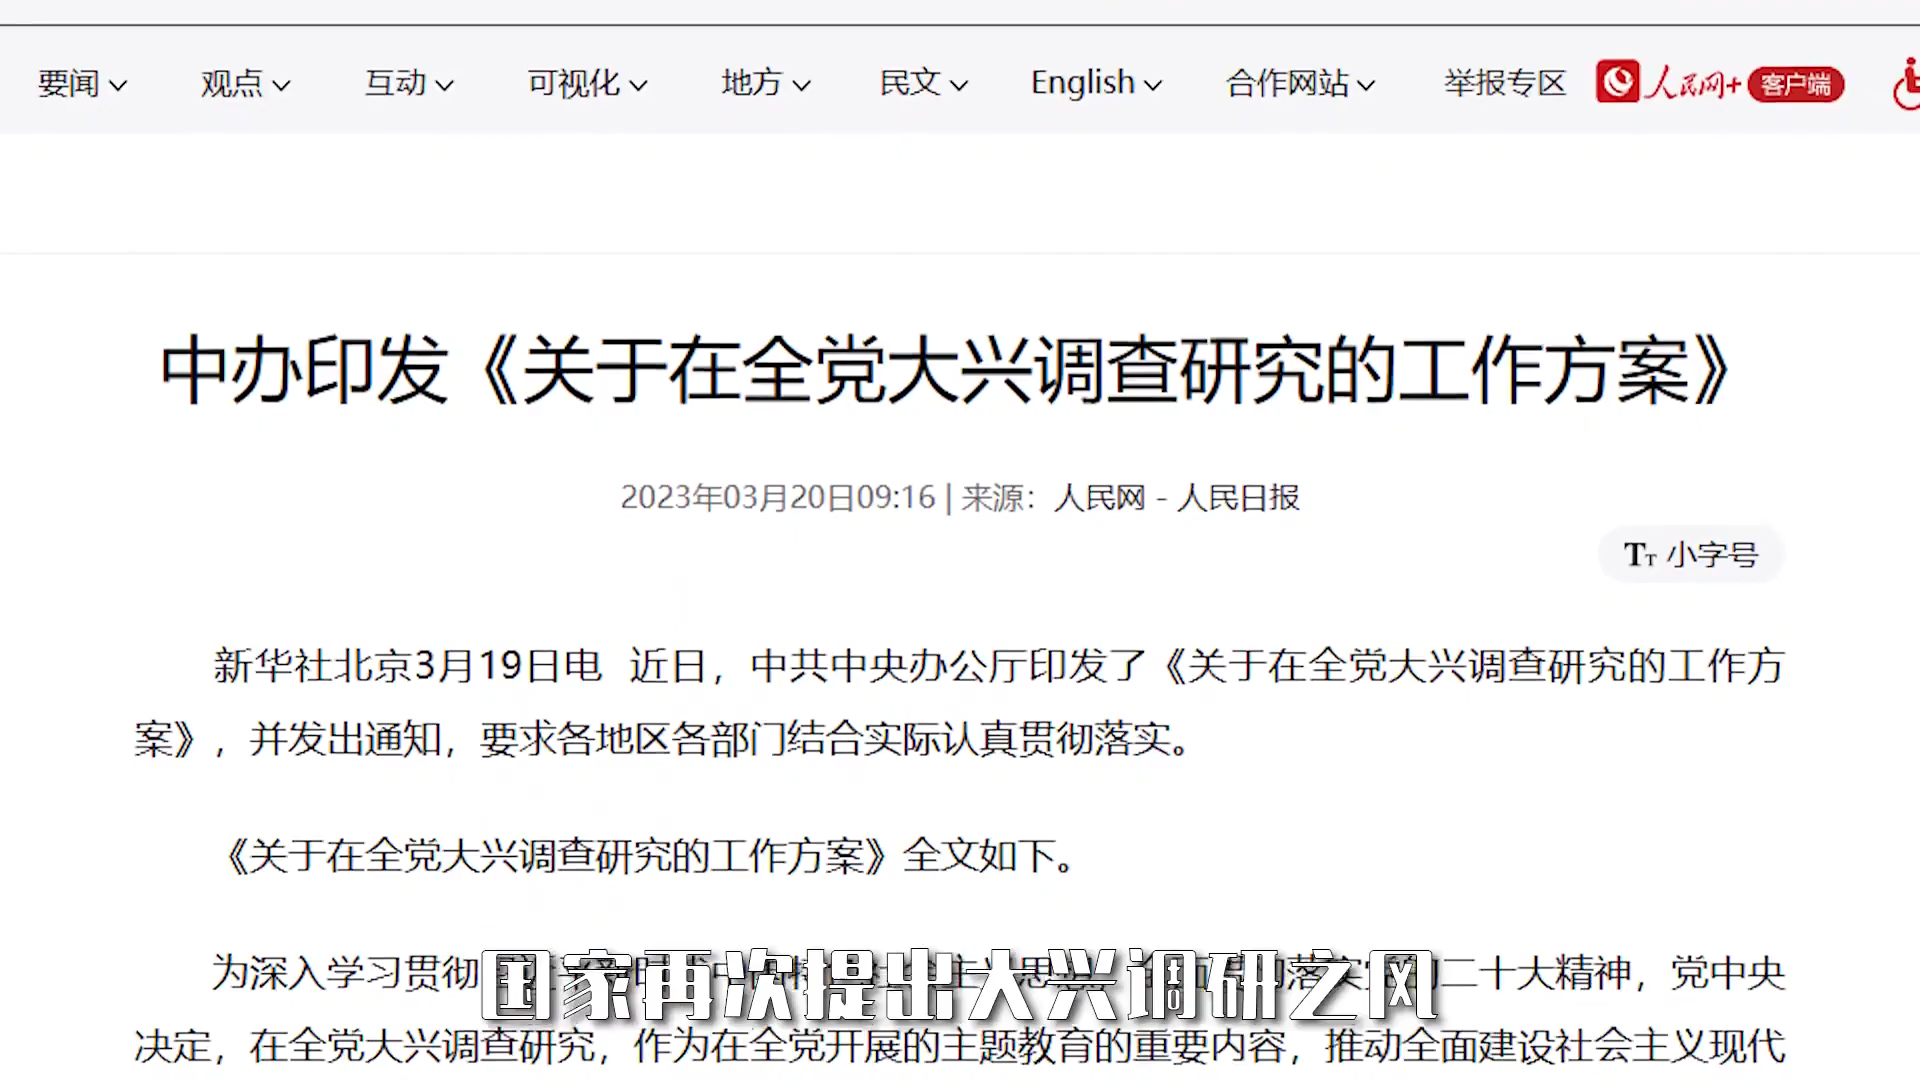 要闻 观点 互动 可视化 地方 民文 English 合作网站 举报专区 人民网+ 客户端
中办印发《关于在全党大兴调查研究的工作方案》
2023年03月20日09:16 | 来源：人民网－人民日报
TT 小字号
新华社北京3月19日电 近日，中共中央办公厅印发了《关于在全党大兴调查研究的工作方
案》，并发出通知，要求各地区各部门结合实际认真贯彻落实。
《关于在全党大兴调查研究的工作方案》全文如下。
为深入学习贯彻 二十大精神，党中央
国家再次提出大兴调研之风
决定，在全党大兴调查研究，作为在全党开展的主题教育的重要内容，推动全面建设社会主义现代